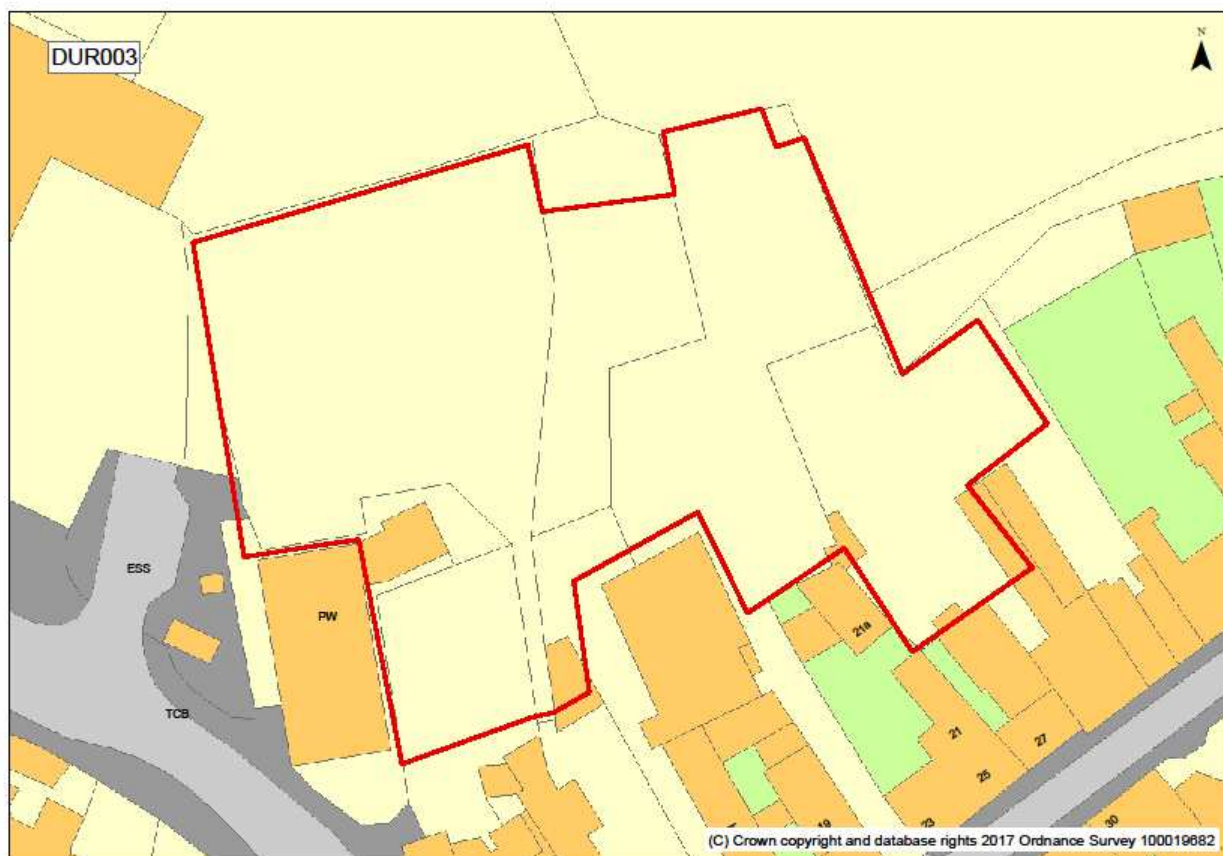 DUR003
N
ESS
PW
TCB
21a
21
27
25
23
19
30
(C) Crown copyright and database rights 2017 Ordnance Survey 100019682